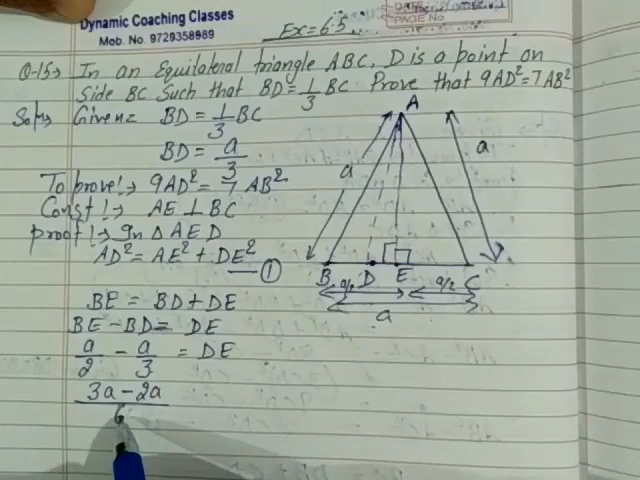 Dynamic Coaching Classes
Mob. No. 9729358989
Ex=6.5
PAGE No
Q-15→ In an Equilateral triangle ABC, D is a point on
Side BC Such that BD=1/3 BC Prove that 9AD²=7AB²
Soln→ Given= BD=1/3 BC
BD = a/3
To prove!→ 9AD²=7AB²
Const!→ AE⊥BC
Proof!→ In ΔAED
AD²=AE²+DE² —①
BE = BD+DE
BE-BD= DE
a/2 - a/3 = DE
3a-2a/6
A
a
a
B D E C
a/2 a/2
a